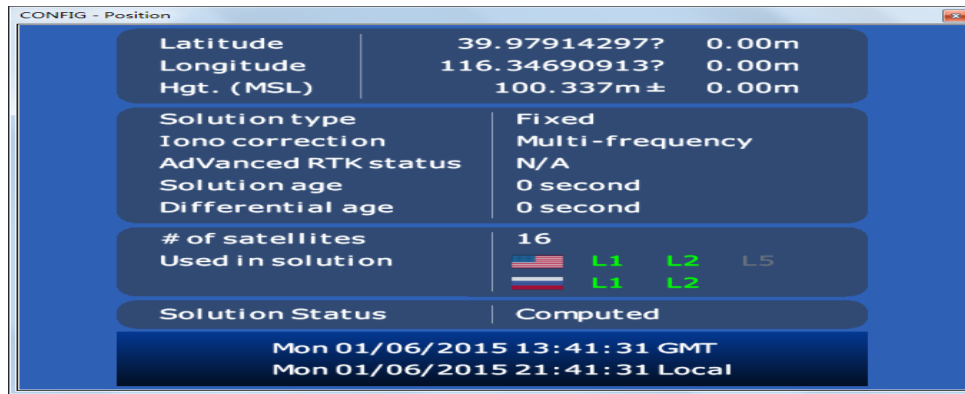 CONFIG - Position
Latitude 39.97914297? 0.00m
Longitude 116.34690913? 0.00m
Hgt. (MSL) 100.337m ± 0.00m
Solution type Fixed
Iono correction Multi-frequency
AdVanced RTK status N/A
Solution age 0 second
Differential age 0 second
# of satellites 16
Used in solution L1 L2 L5
L1 L2
Solution Status Computed
Mon 01/06/2015 13:41:31 GMT
Mon 01/06/2015 21:41:31 Local